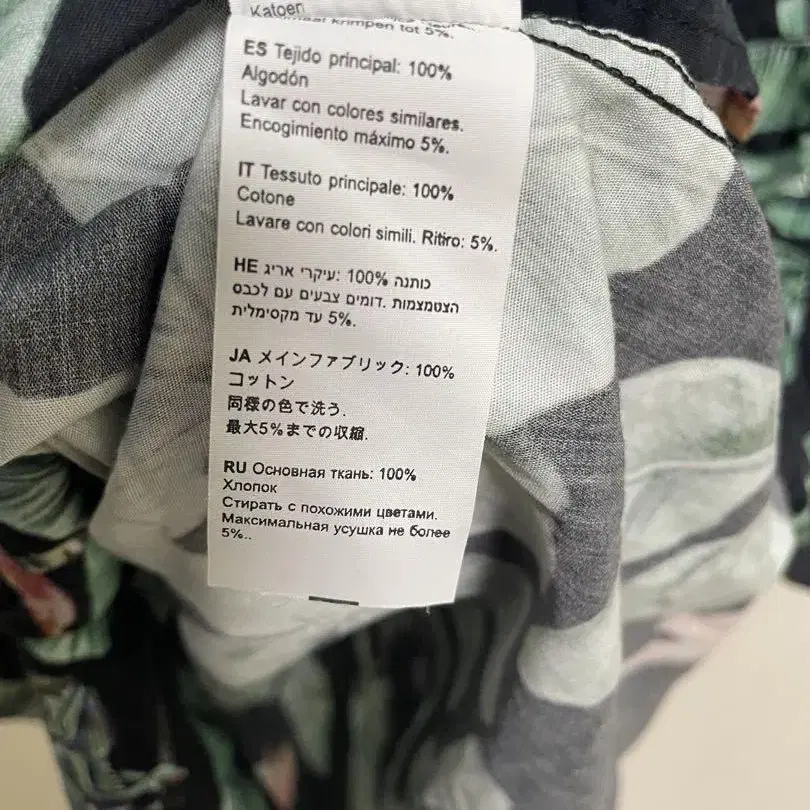 Katoen
krimpen tot 5%.
ES Tejido principal: 100%
Algodón
Lavar con colores similares.
Encogimiento máximo 5%.
IT Tessuto principale: 100%
Cotone
Lavare con colori simili. Ritiro: 5%.
HE עיקרי אריג: 100% כותנה
הצטמצמות .דומים צבעים עם לכבס
מקסימלית עד 5%.
JA メインファブリック: 100%
コットン
同様の色で洗う.
最大5%までの収縮.
RU Основная ткань: 100%
Хлопок
Стирать с похожими цветами.
Максимальная усушка не более
5%..